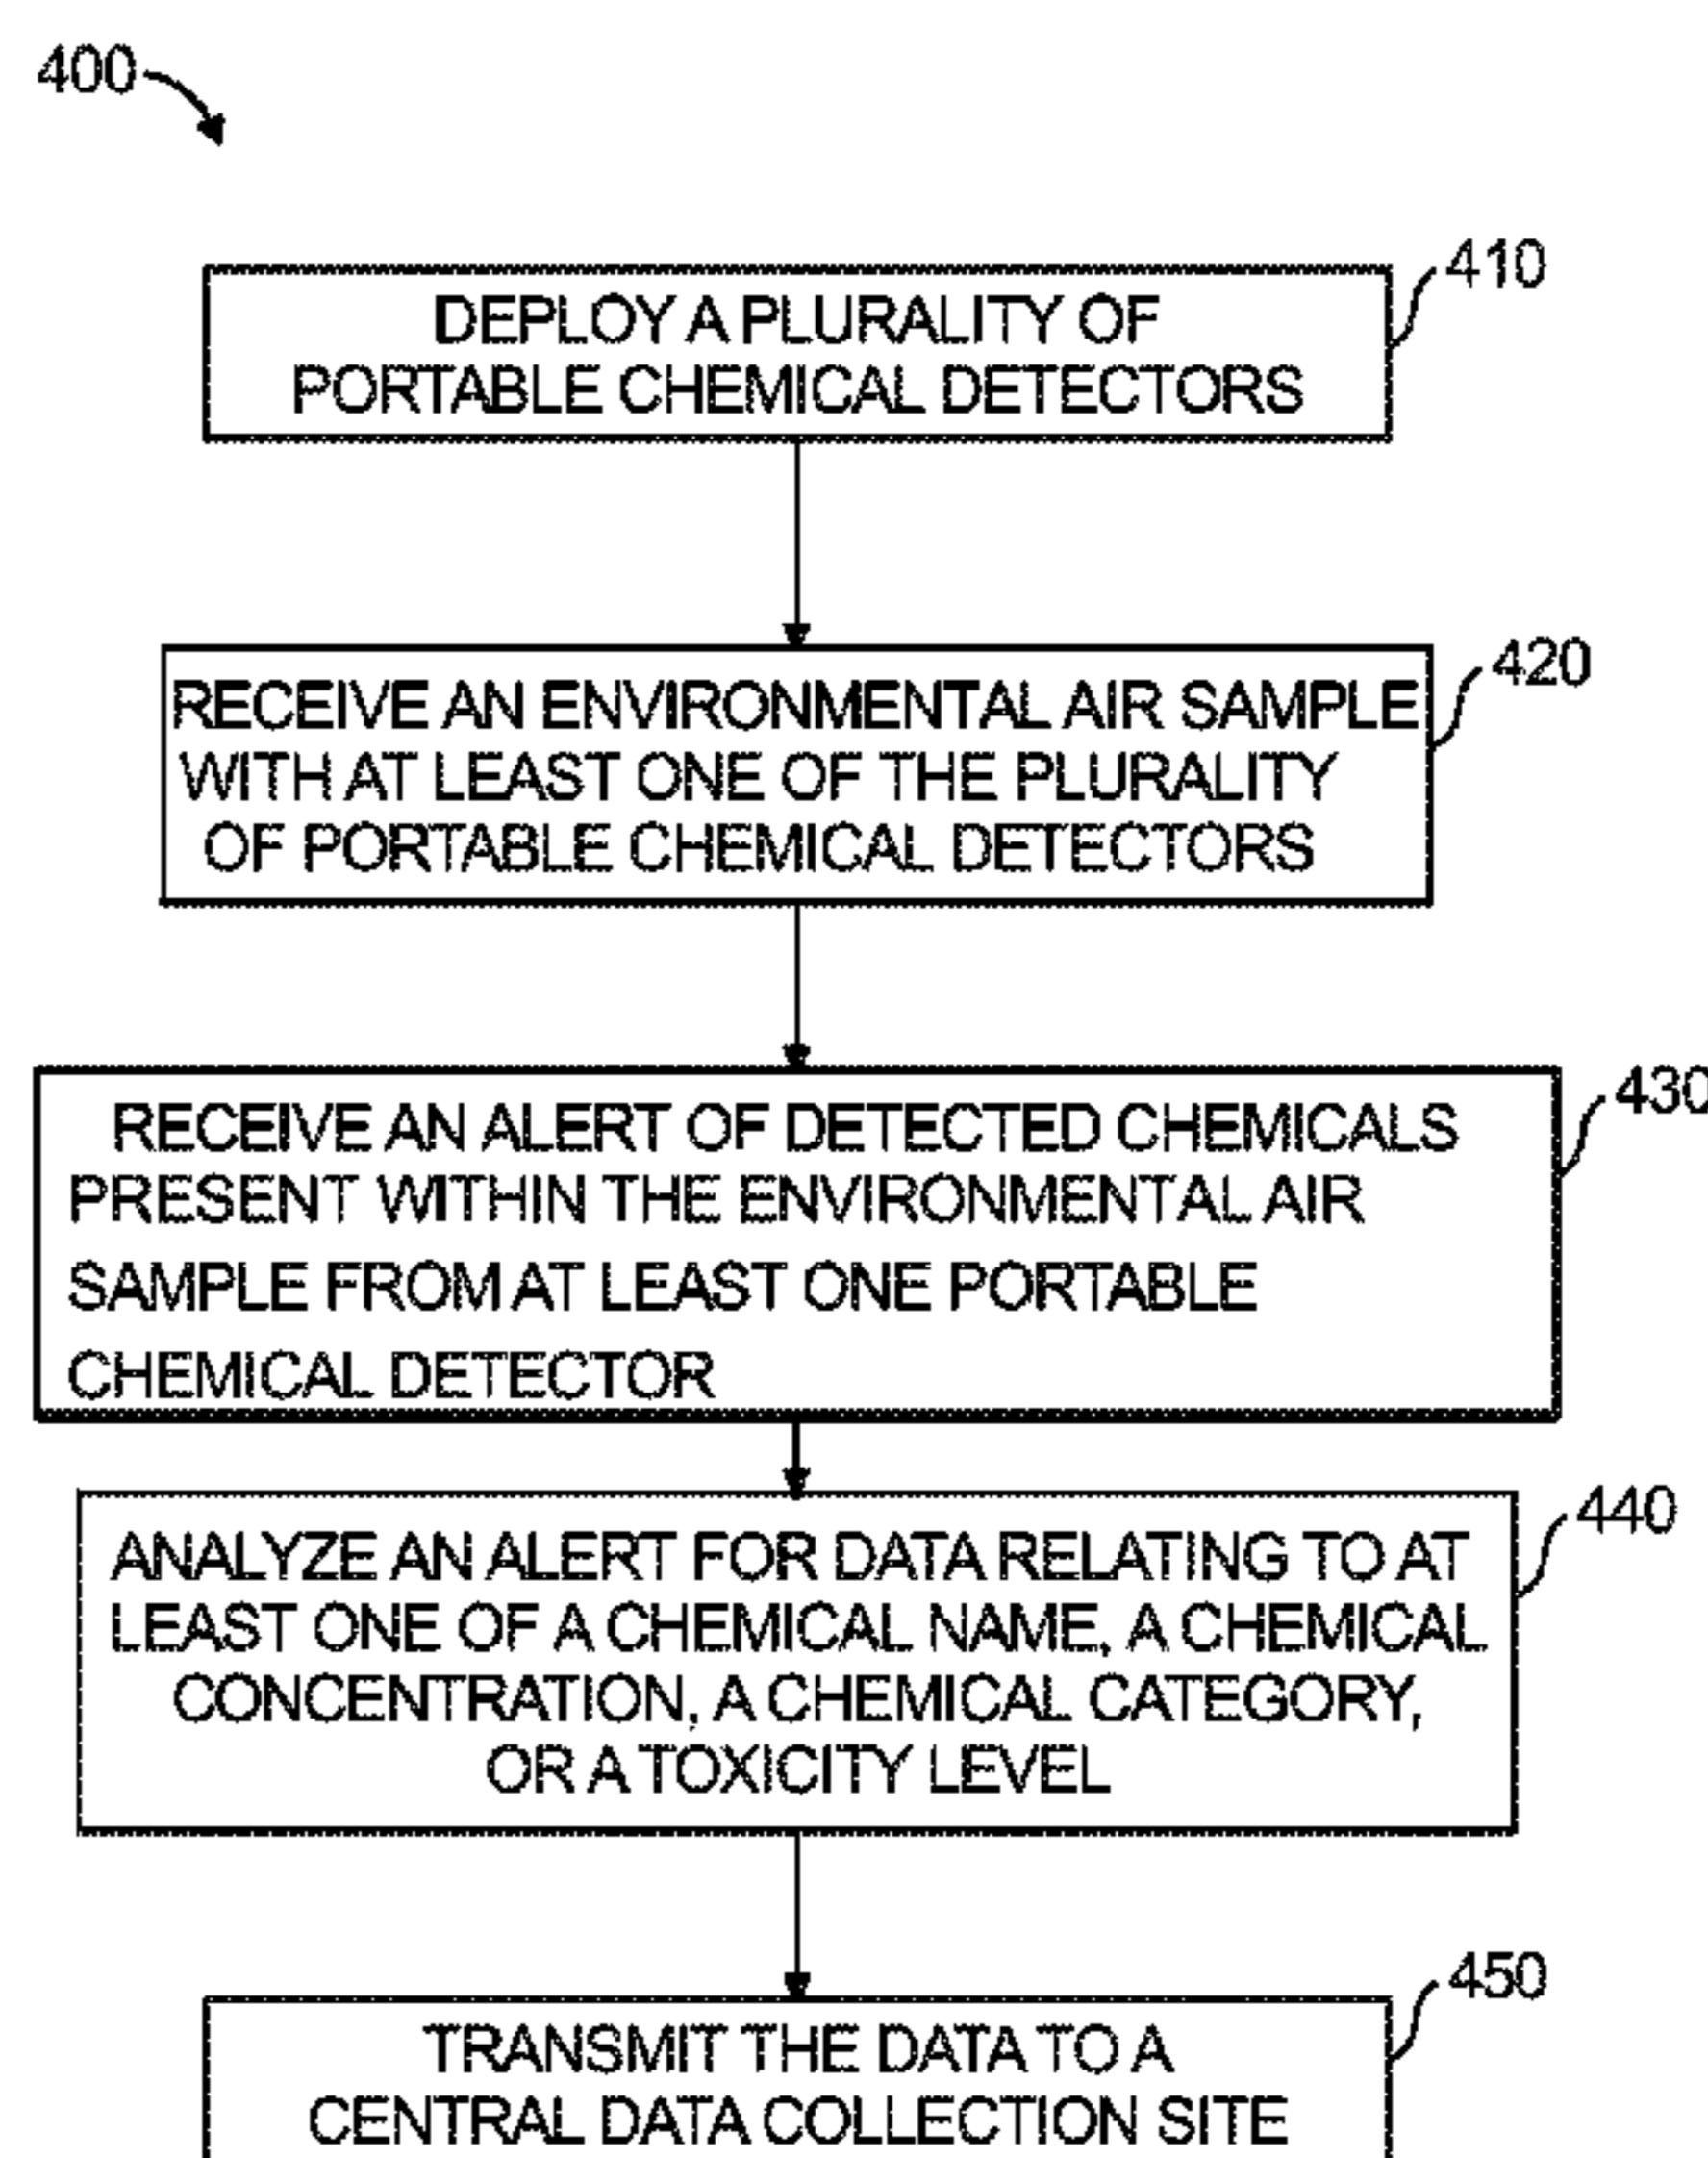 400
410
DEPLOY A PLURALITY OF
PORTABLE CHEMICAL DETECTORS
420
RECEIVE AN ENVIRONMENTAL AIR SAMPLE
WITH AT LEAST ONE OF THE PLURALITY
OF PORTABLE CHEMICAL DETECTORS
430
RECEIVE AN ALERT OF DETECTED CHEMICALS
PRESENT WITHIN THE ENVIRONMENTAL AIR
SAMPLE FROM AT LEAST ONE PORTABLE
CHEMICAL DETECTOR
440
ANALYZE AN ALERT FOR DATA RELATING TO AT
LEAST ONE OF A CHEMICAL NAME, A CHEMICAL
CONCENTRATION, A CHEMICAL CATEGORY,
OR A TOXICITY LEVEL
450
TRANSMIT THE DATA TO A
CENTRAL DATA COLLECTION SITE